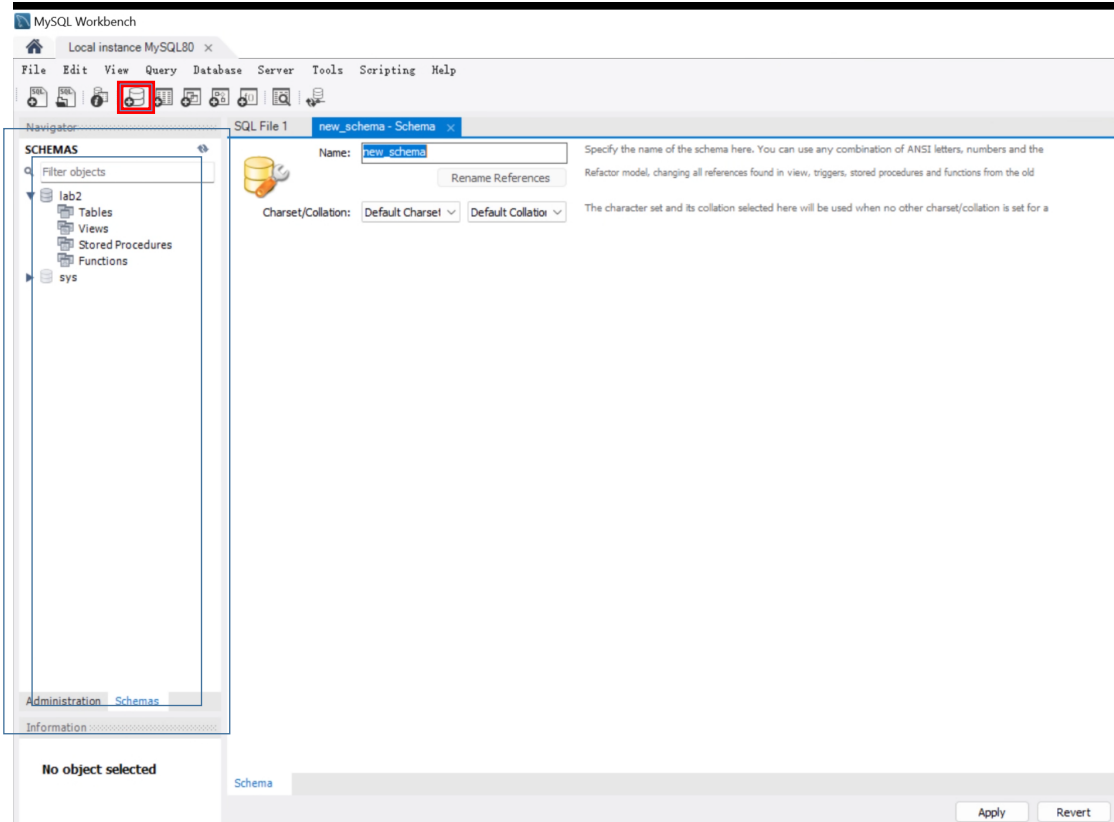 MySQL Workbench
Local instance MySQL80
File Edit View Query Database Server Tools Scripting Help
Navigator
SQL File 1
new_schema - Schema
SCHEMAS
Filter objects
lab2
Tables
Views
Stored Procedures
Functions
sys
Name:
new_schema
Specify the name of the schema here. You can use any combination of ANSI letters, numbers and the
Rename References
Refactor model, changing all references found in view, triggers, stored procedures and functions from the old
Charset/Collation:
Default Charset
Default Collation
The character set and its collation selected here will be used when no other charset/collation is set for a
Administration
Schemas
Information
No object selected
Schema
Apply
Revert